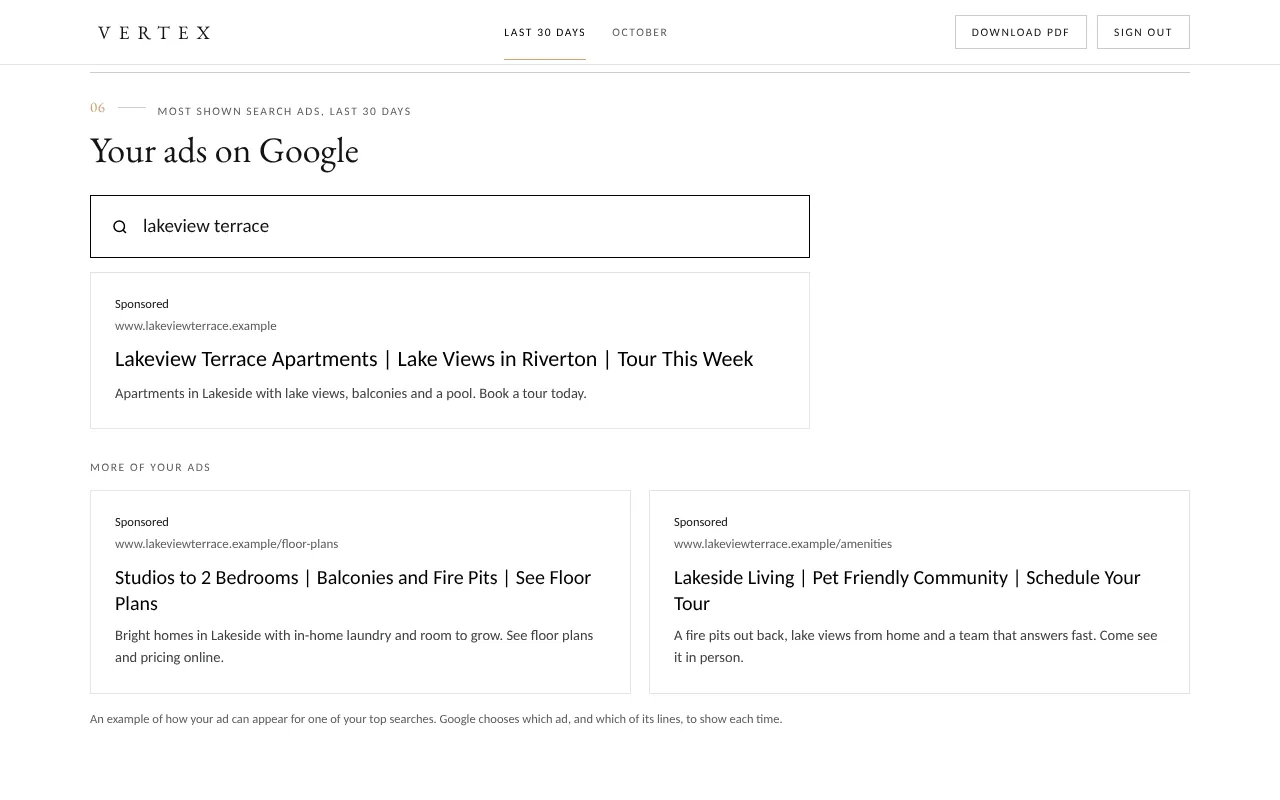 VERTEX
LAST 30 DAYS
OCTOBER
DOWNLOAD PDF
SIGN OUT
06
MOST SHOWN SEARCH ADS, LAST 30 DAYS
Your ads on Google
lakeview terrace
Sponsored
www.lakeviewterrace.example
Lakeview Terrace Apartments | Lake Views in Riverton | Tour This Week
Apartments in Lakeside with lake views, balconies and a pool. Book a tour today.
MORE OF YOUR ADS
Sponsored
www.lakeviewterrace.example/floor-plans
Studios to 2 Bedrooms | Balconies and Fire Pits | See Floor
Plans
Bright homes in Lakeside with in-home laundry and room to grow. See floor plans
and pricing online.
Sponsored
www.lakeviewterrace.example/amenities
Lakeside Living | Pet Friendly Community | Schedule Your
Tour
A fire pits out back, lake views from home and a team that answers fast. Come see
it in person.
An example of how your ad can appear for one of your top searches. Google chooses which ad, and which of its lines, to show each time.